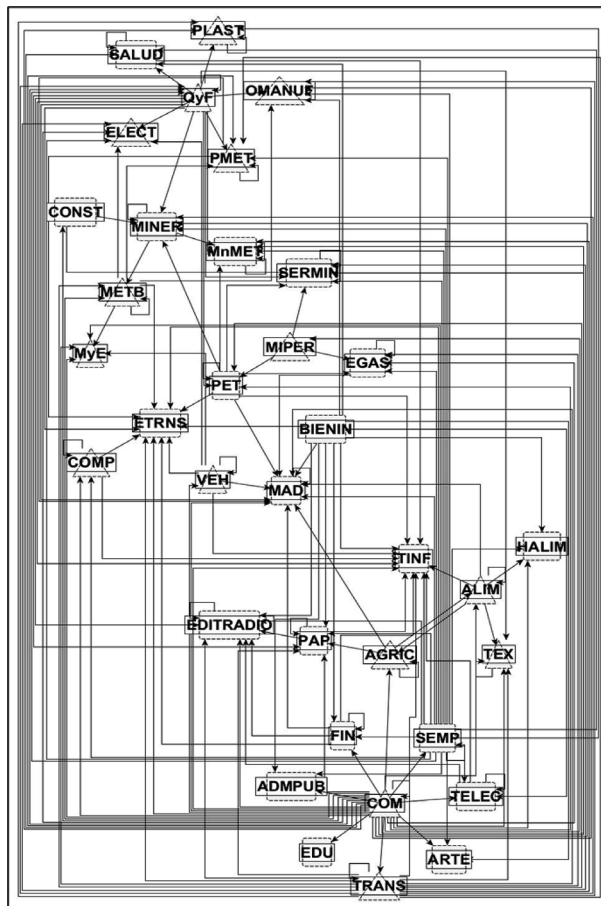 PLAST
SALUD
QyF
OMANUF
ELECT
PMET
CONST
MINER
MnMET
SERMIN
METB
MIPER
MyE
EGAS
PET
ETRNS
BIENIN
COMP
VEH
MAD
TINF
HALIM
ALIM
EDITRADIO
PAP
AGRIC
TEX
FIN
SEMP
ADMPUB
COM
TELEC
EDU
ARTE
TRANS